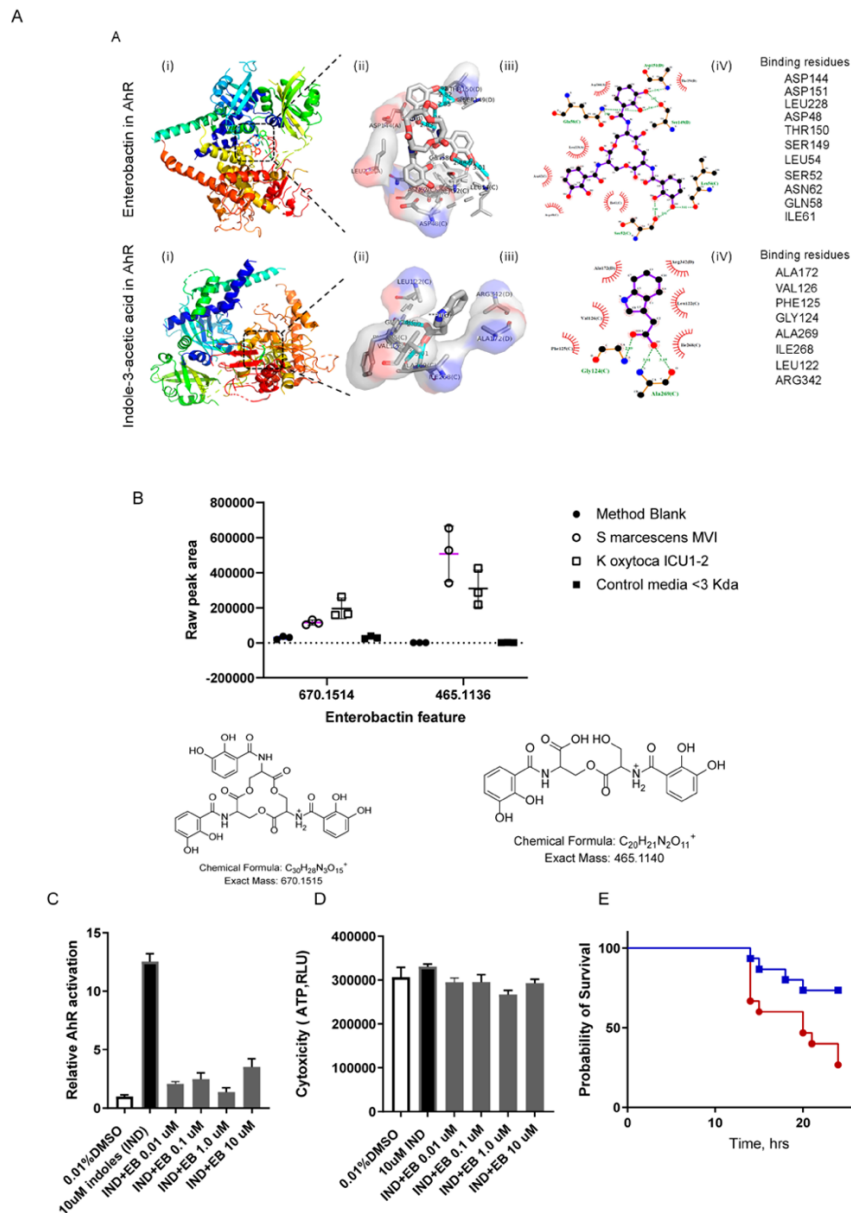 A
A
Enterobactin in AhR
(i)
(ii)
(iii)
(iV)
Binding residues
ASP144
ASP151
LEU228
ASP48
THR150
SER149
LEU54
SER52
ASN62
GLN58
ILE61
Indole-3-acetic acid in AhR
(i)
(ii)
(iii)
(iV)
LEU122(C)
ALA172(D)
Gly124(C)
Ala269(C)
Binding residues
ALA172
VAL126
PHE125
GLY124
ALA269
ILE268
LEU122
ARG342
B
Raw peak area
800000
600000
400000
200000
0
-200000
670.1514
465.1136
Enterobactin feature
Method Blank
S marcescens MVI
K oxytoca ICU1-2
Control media <3 Kda
Chemical Formula: C₃₀H₂₈N₃O₁₅⁺
Exact Mass: 670.1515
Chemical Formula: C₂₀H₂₁N₂O₁₁⁺
Exact Mass: 465.1140
C
Relative AhR activation
15
10
5
0
0.01%DMSO
10uM indoles (IND)
IND+EB 0.01 uM
IND+EB 0.1 uM
IND+EB 1.0 uM
IND+EB 10 uM
D
Cytoxicity ( ATP,RLU)
400000
300000
200000
100000
0
0.01%DMSO
10uM IND
IND+EB 0.01 uM
IND+EB 0.1 uM
IND+EB 1.0 uM
IND+EB 10 uM
E
Probability of Survival
100
50
0
0
10
20
Time, hrs